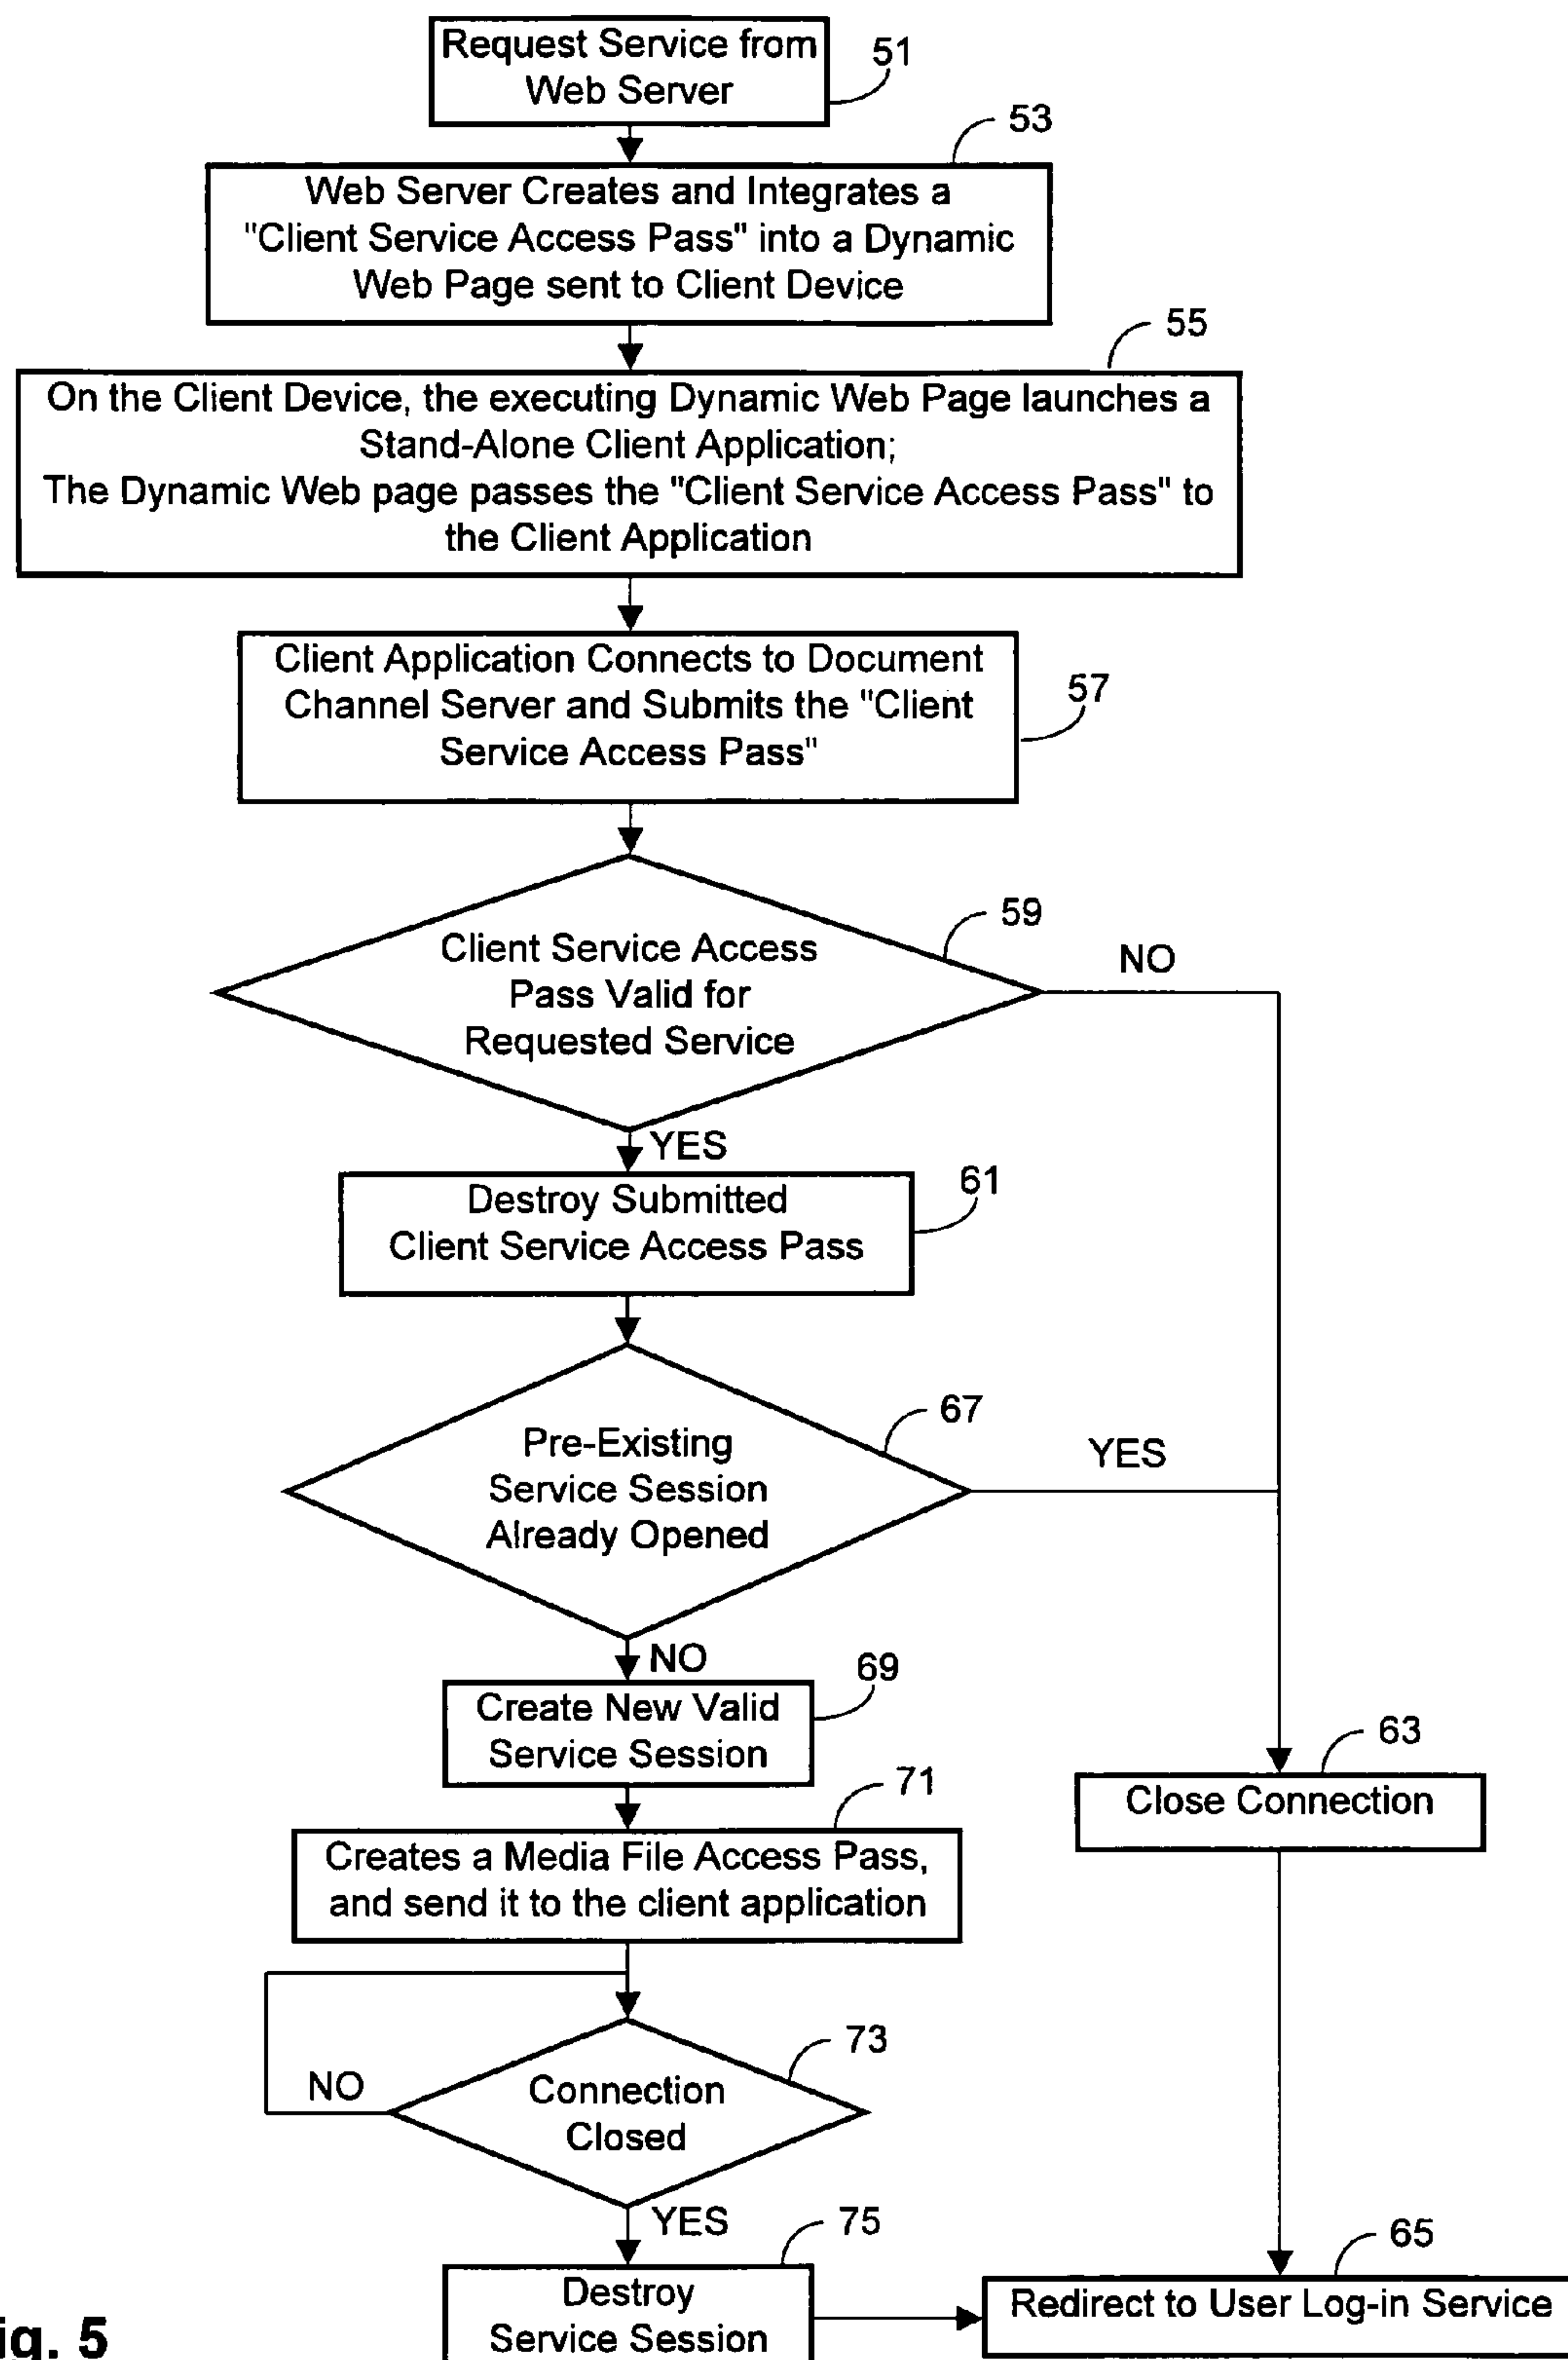 Request Service from
Web Server
51
53
Web Server Creates and Integrates a
"Client Service Access Pass" into a Dynamic
Web Page sent to Client Device
55
On the Client Device, the executing Dynamic Web Page launches a
Stand-Alone Client Application;
The Dynamic Web page passes the "Client Service Access Pass" to
the Client Application
Client Application Connects to Document
Channel Server and Submits the "Client
Service Access Pass"
57
59
Client Service Access
Pass Valid for
Requested Service
NO
YES
Destroy Submitted
Client Service Access Pass
61
67
Pre-Existing
Service Session
Already Opened
YES
NO
Create New Valid
Service Session
69
63
Close Connection
71
Creates a Media File Access Pass,
and send it to the client application
73
Connection
Closed
NO
YES
75
Destroy
Service Session
65
Redirect to User Log-in Service
ig. 5